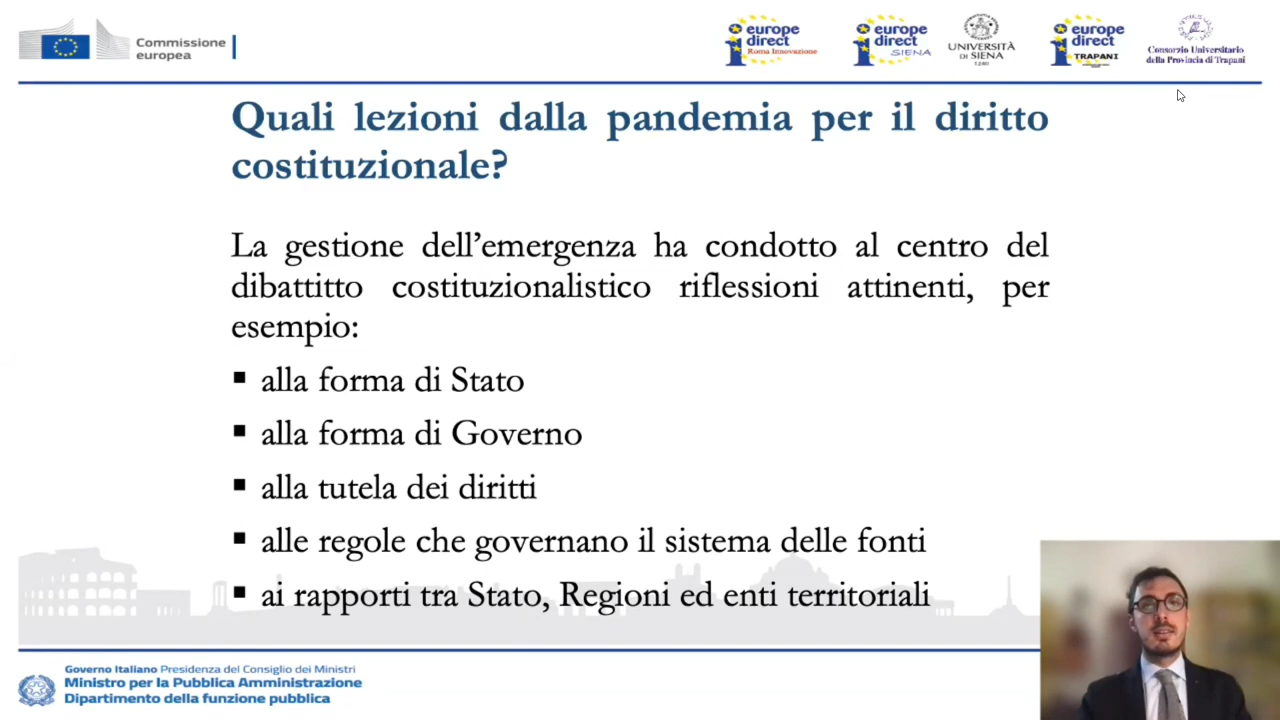 Commissione
europea
europe
direct
Roma Innovazione
europe
direct
SIENA
UNIVERSITÀ
DI SIENA
1240
europe
direct
TRAPANI
Consorzio Universitario
della Provincia di Trapani
Quali lezioni dalla pandemia per il diritto
costituzionale?
La gestione dell’emergenza ha condotto al centro del
dibattitto costituzionalistico riflessioni attinenti, per
esempio:
▪ alla forma di Stato
▪ alla forma di Governo
▪ alla tutela dei diritti
▪ alle regole che governano il sistema delle fonti
▪ ai rapporti tra Stato, Regioni ed enti territoriali
Governo Italiano Presidenza del Consiglio dei Ministri
Ministro per la Pubblica Amministrazione
Dipartimento della funzione pubblica